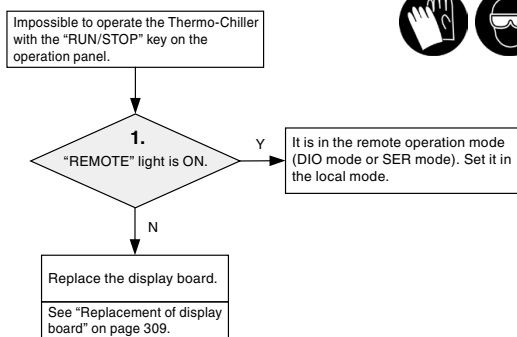 Impossible to operate the Thermo-Chiller
with the “RUN/STOP” key on the
operation panel.
1.
“REMOTE” light is ON.
Y
It is in the remote operation mode
(DIO mode or SER mode). Set it in
the local mode.
N
Replace the display board.
See “Replacement of display
board” on page 309.